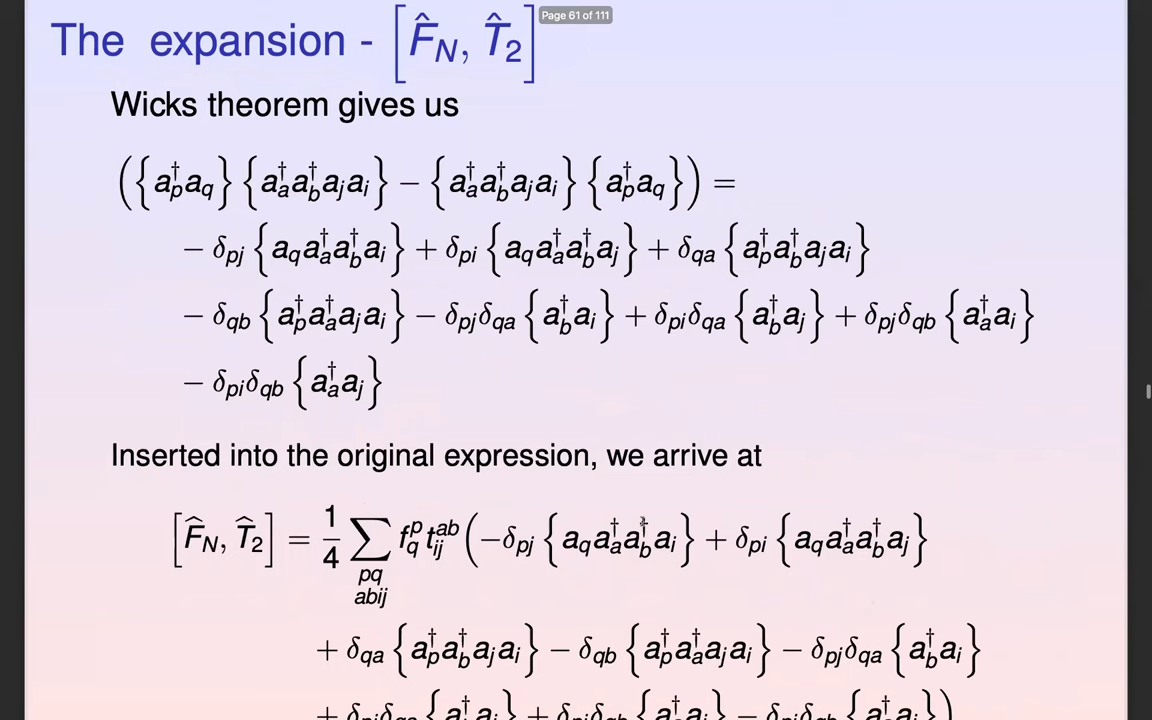 Page 61 of 111
The expansion - [F̂_N, T̂_2]
Wicks theorem gives us
({a†_p a_q} {a†_a a†_b a_j a_i} − {a†_a a†_b a_j a_i} {a†_p a_q}) =
− δ_pj {a_q a†_a a†_b a_i} + δ_pi {a_q a†_a a†_b a_j} + δ_qa {a†_p a†_b a_j a_i}
− δ_qb {a†_p a†_a a_j a_i} − δ_pj δ_qa {a†_b a_i} + δ_pi δ_qa {a†_b a_j} + δ_pj δ_qb {a†_a a_i}
− δ_pi δ_qb {a†_a a_j}
Inserted into the original expression, we arrive at
[F̂_N, T̂_2] = 1/4 ∑_{pq abij} f^p_q t^ab_ij (−δ_pj {a_q a†_a a†_b a_i} + δ_pi {a_q a†_a a†_b a_j}
+ δ_qa {a†_p a†_b a_j a_i} − δ_qb {a†_p a†_a a_j a_i} − δ_pj δ_qa {a†_b a_i}